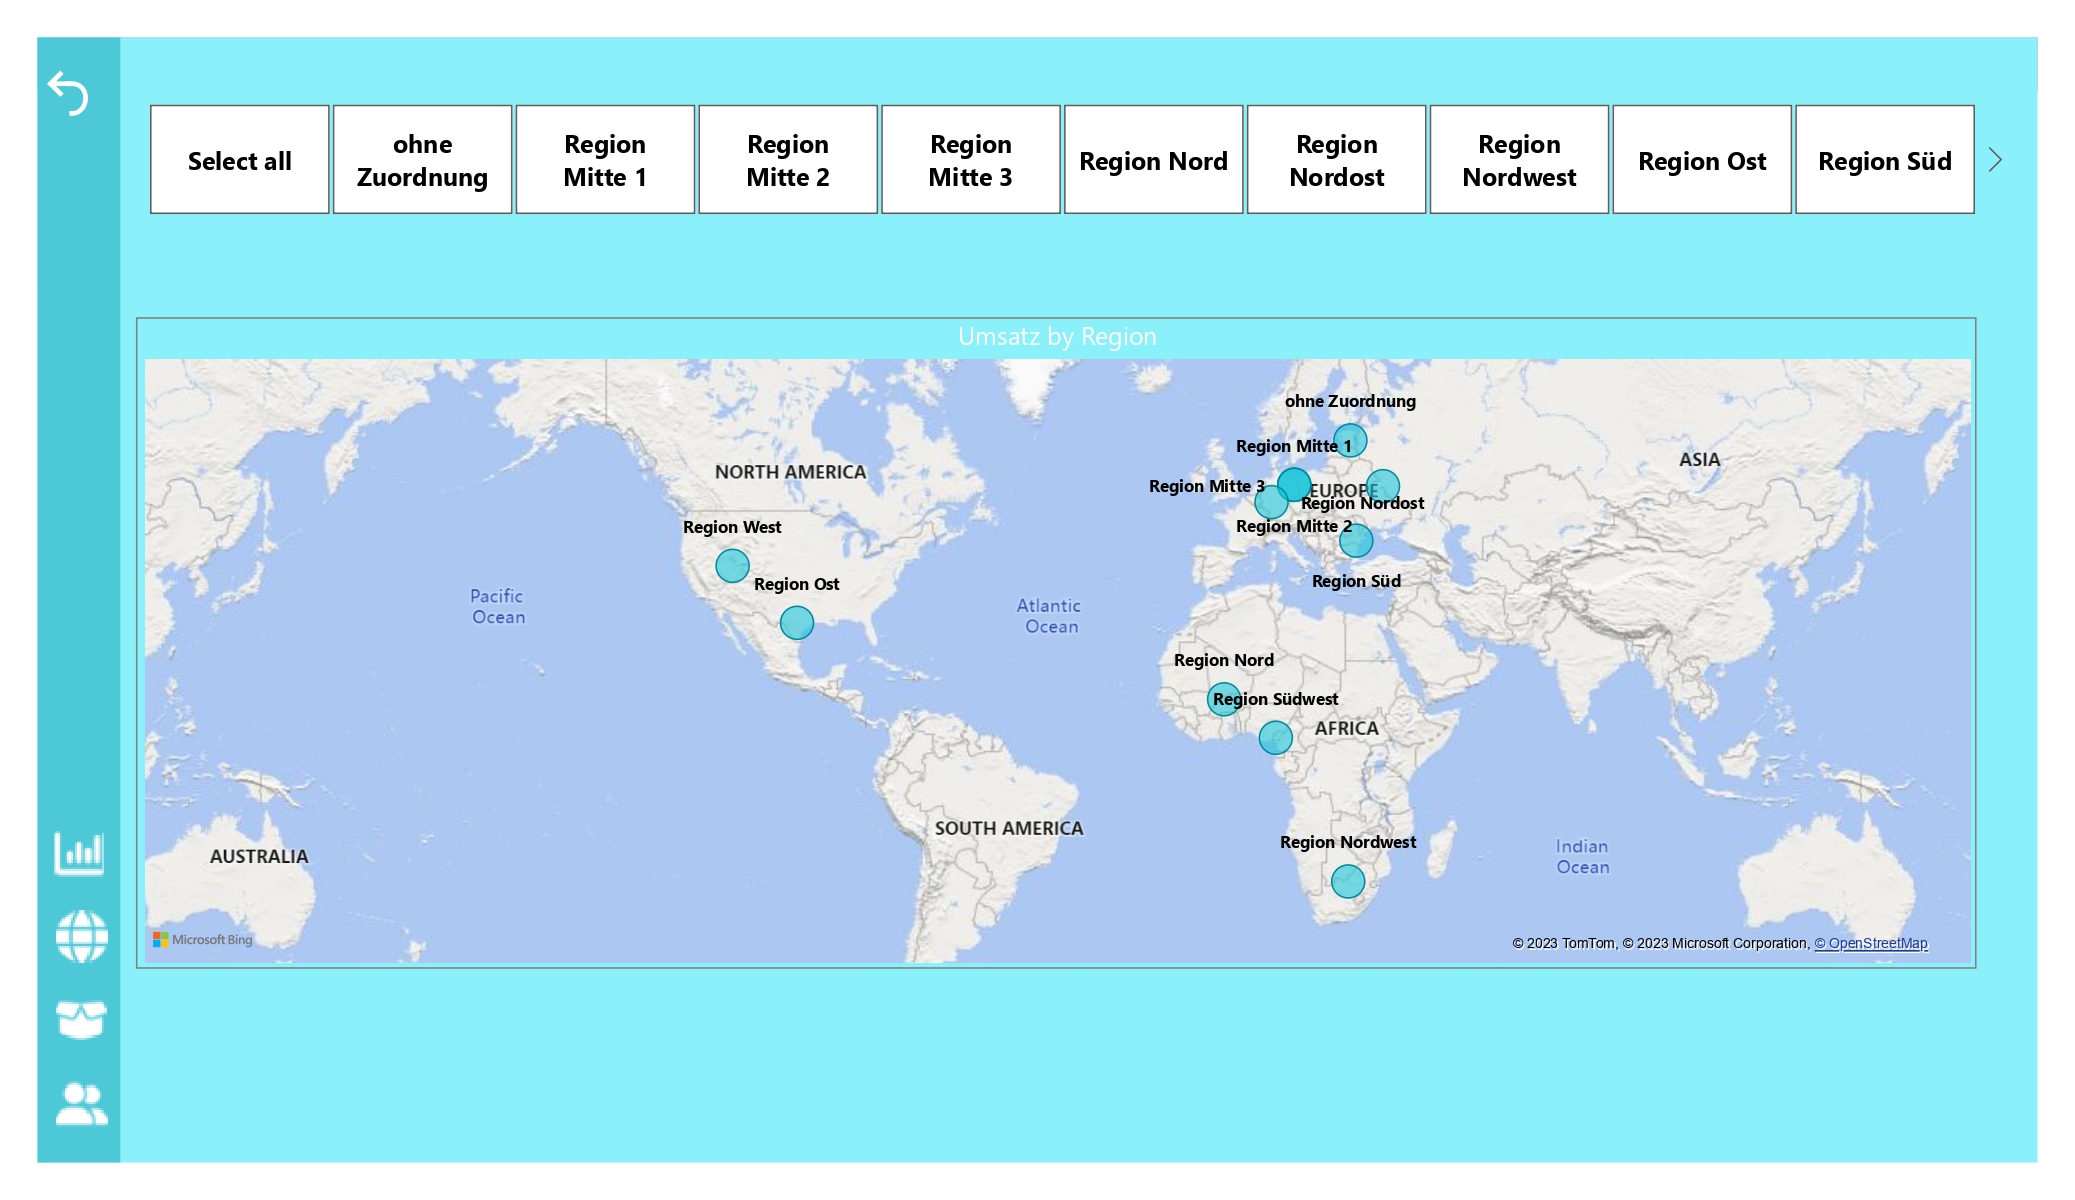 Select all
ohne
Zuordnung
Region
Mitte 1
Region
Mitte 2
Region
Mitte 3
Region Nord
Region
Nordost
Region
Nordwest
Region Ost
Region Süd
Umsatz by Region
ohne Zuordnung
Region Mitte 1
NORTH AMERICA
ASIA
Region Mitte 3
EUROPE
Region Nordost
Region West
Region Mitte 2
Region Ost
Region Süd
Pacific
Ocean
Atlantic
Ocean
Region Nord
Region Südwest
AFRICA
SOUTH AMERICA
Region Nordwest
AUSTRALIA
Indian
Ocean
Microsoft Bing
© 2023 TomTom, © 2023 Microsoft Corporation, © OpenStreetMap